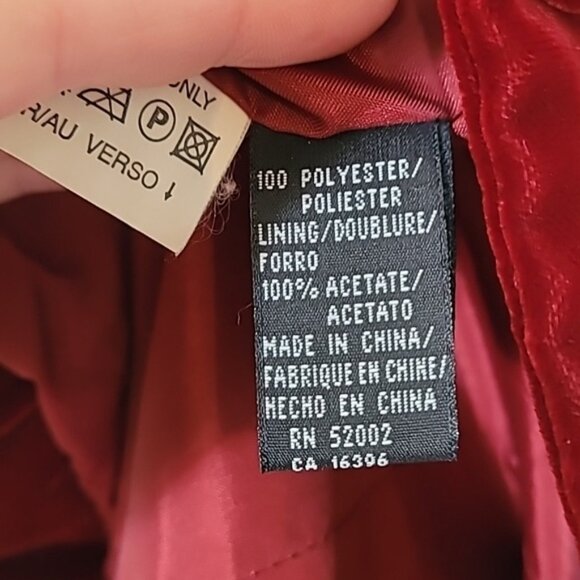 ONLY
R/AU VERSO ↓
100 POLYESTER/
POLIESTER
LINING/DOUBLURE/
FORRO
100% ACETATE/
ACETATO
MADE IN CHINA/
FABRIQUE EN CHINE/
HECHO EN CHINA
RN 52002
CA 16396